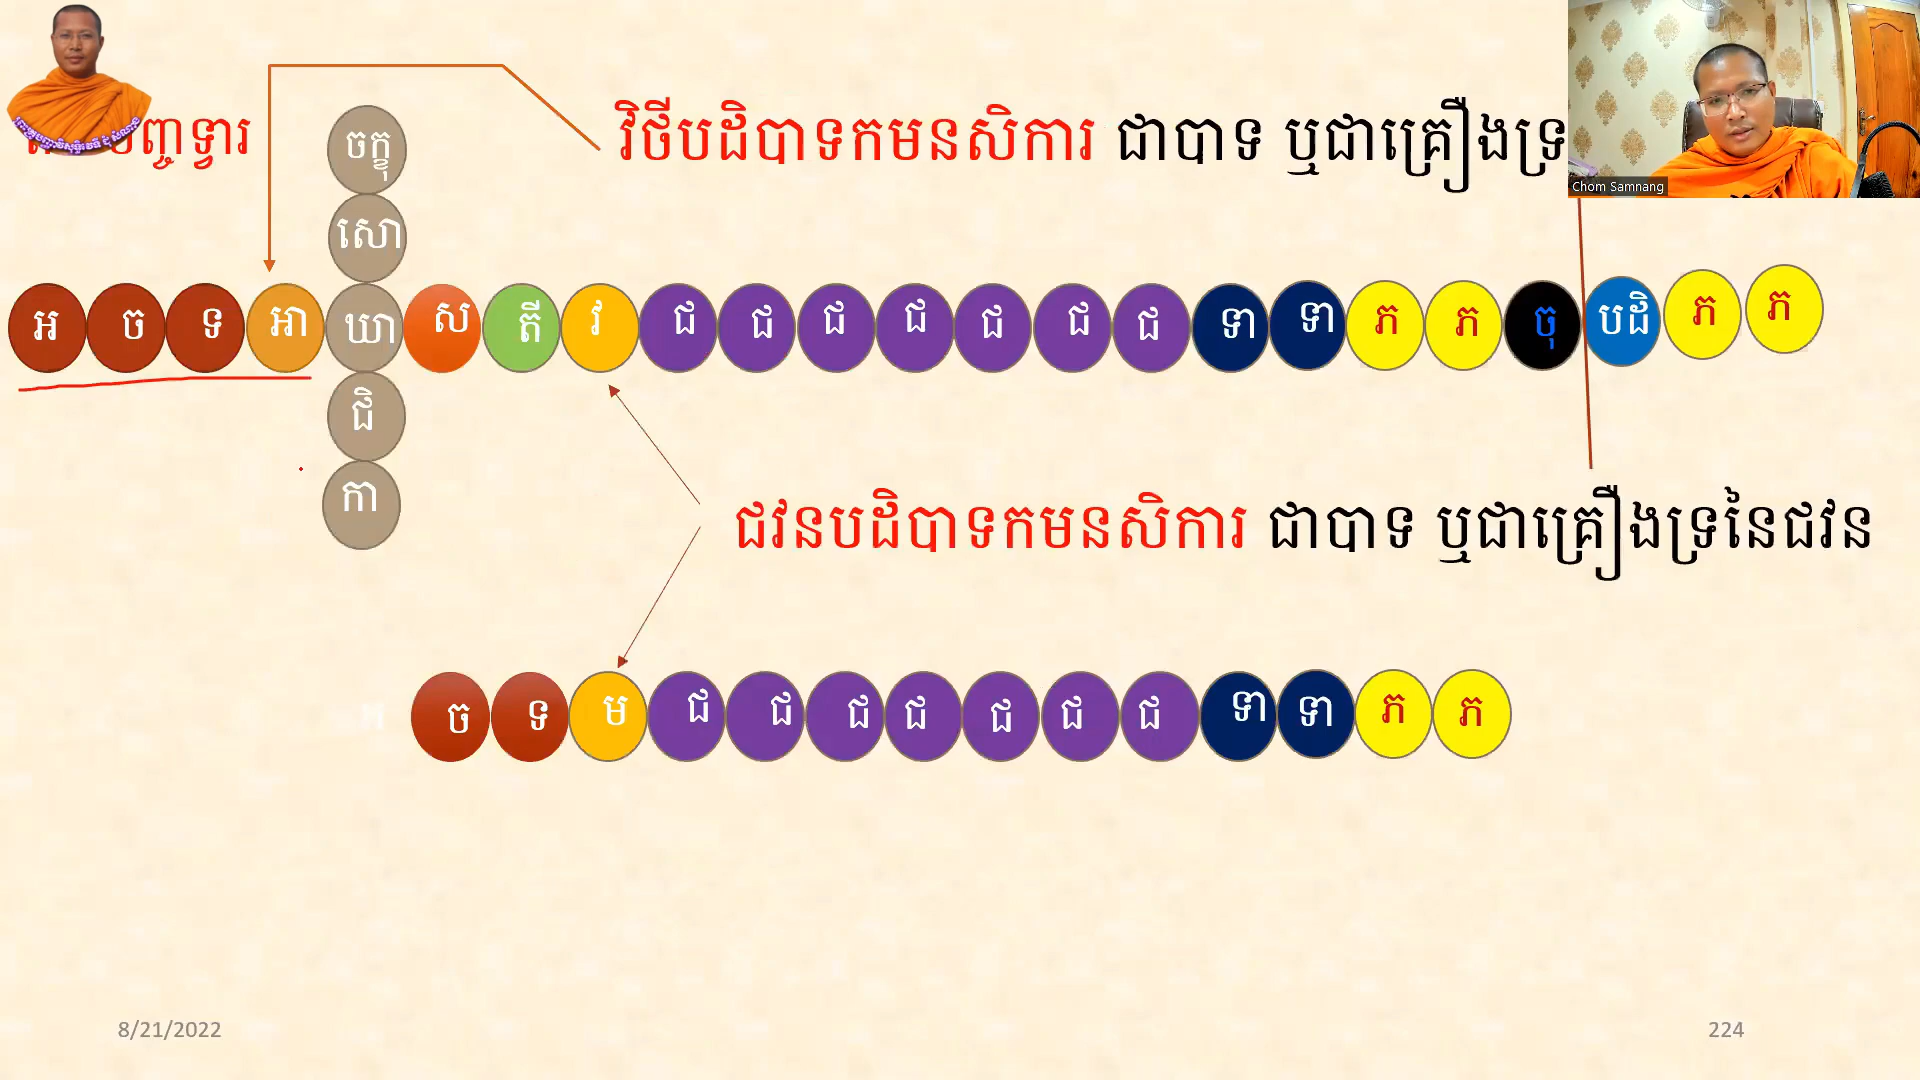 បញ្ចទ្វារ
វិថីបដិបាទកមនសិការ ជាបាទ ឬជាគ្រឿងទ្រ
Chom Samnang
ចក្ខុ
សោ
អ ច ទ អា ឃា ស តី វ ជ ជ ជ ជ ជ ជ ជ ទា ទា ភ ភ ចុ បដិ ភ ភ
ជិ
កា
ជវនបដិបាទកមនសិការ ជាបាទ ឬជាគ្រឿងទ្រនៃជវន
ច ទ ម ជ ជ ជ ជ ជ ជ ជ ទា ទា ភ ភ
8/21/2022
224